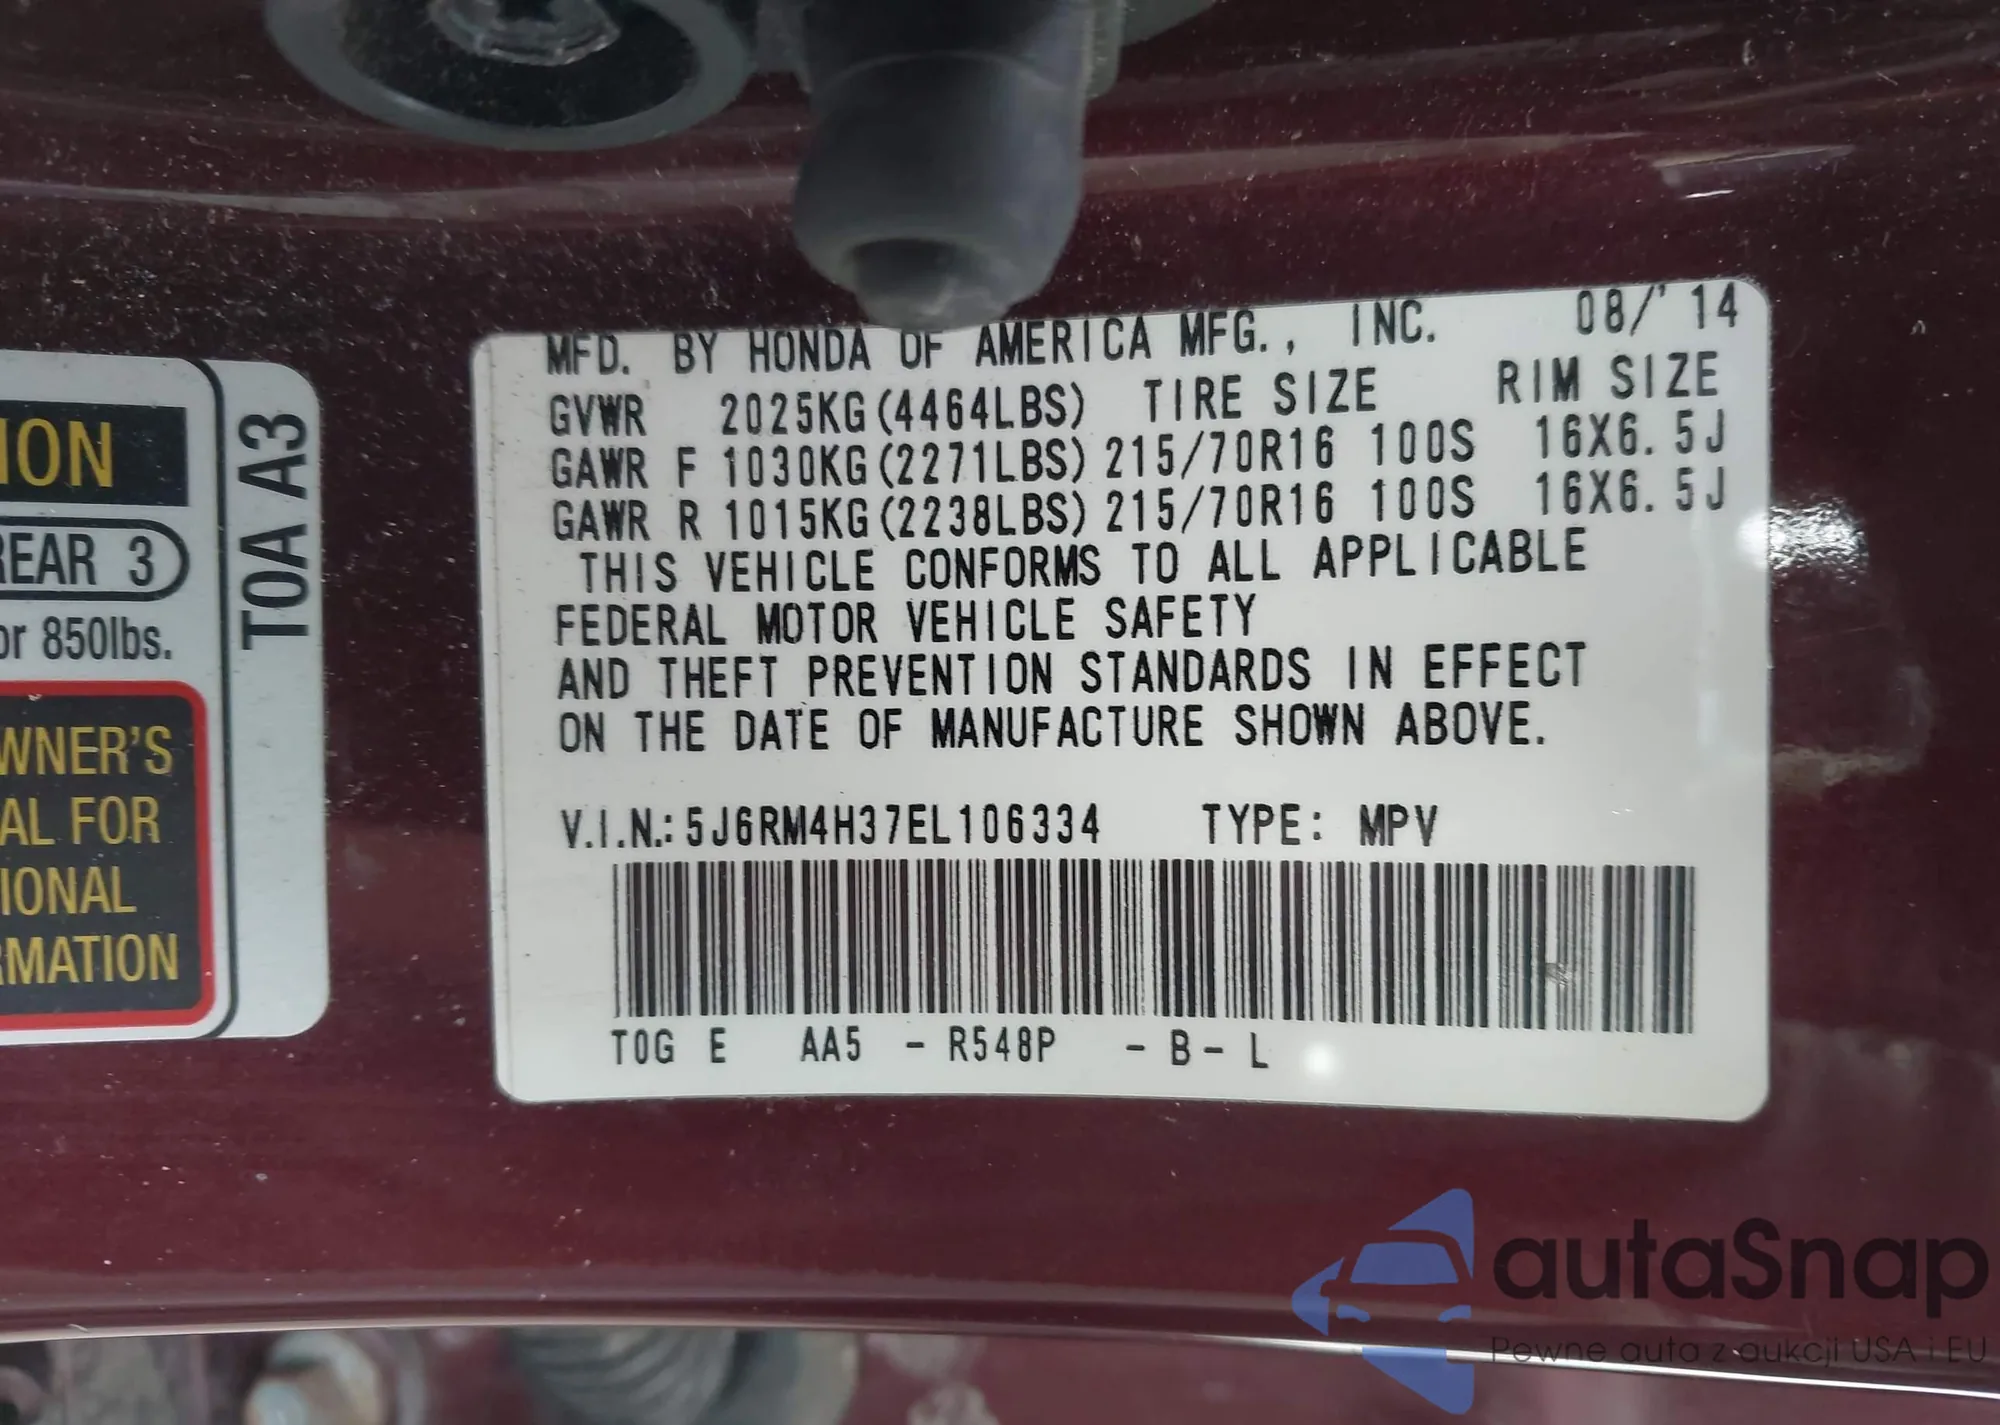 ION
REAR 3
or 850lbs.
WNER'S
AL FOR
IONAL
RMATION
T0A A3
MFD. BY HONDA OF AMERICA MFG., INC. 08/'14
GVWR 2025KG(4464LBS) TIRE SIZE RIM SIZE
GAWR F 1030KG(2271LBS) 215/70R16 100S 16X6.5J
GAWR R 1015KG(2238LBS) 215/70R16 100S 16X6.5J
THIS VEHICLE CONFORMS TO ALL APPLICABLE
FEDERAL MOTOR VEHICLE SAFETY
AND THEFT PREVENTION STANDARDS IN EFFECT
ON THE DATE OF MANUFACTURE SHOWN ABOVE.
V.I.N.: 5J6RM4H37EL106334 TYPE: MPV
T0G E AA5 - R548P - B - L
autaSnap
Pewne auta z aukcji USA i EU